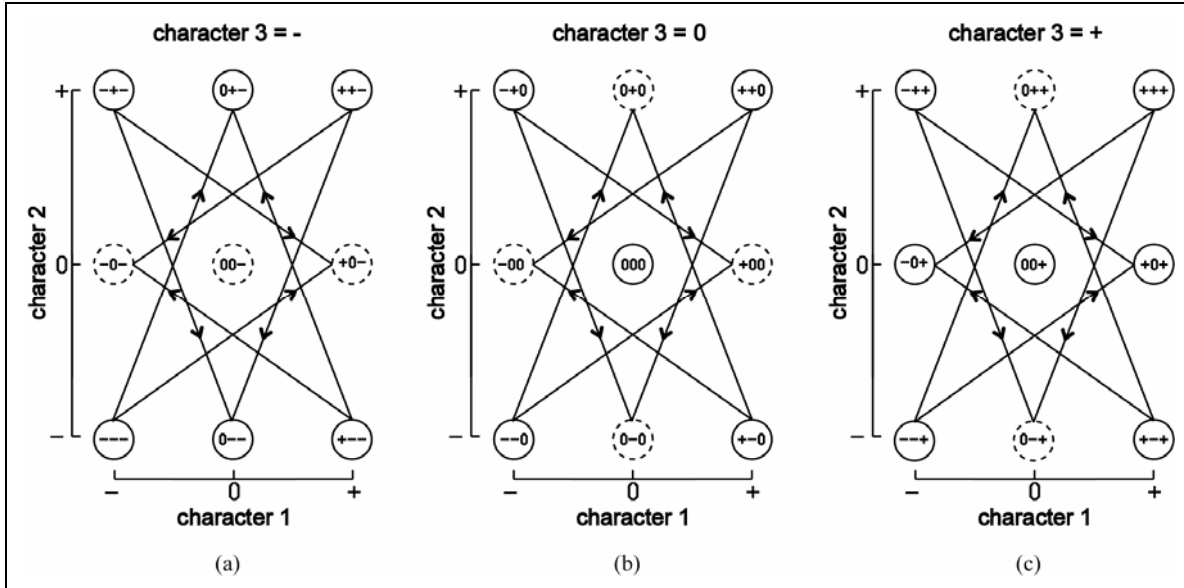 character 3 = - character 3 = 0 character 3 = +
+ −+− 0+− ++− + −+0 0+0 ++0 + −++ 0++ +++
character 2 character 2 character 2
0 −0− 00− +0− 0 −00 000 +00 0 −0+ 00+ +0+
− −−− 0−− +−− − −−0 0−0 +−0 − −−+ 0−+ +−+
− 0 + − 0 + − 0 +
character 1 character 1 character 1
(a) (b) (c)